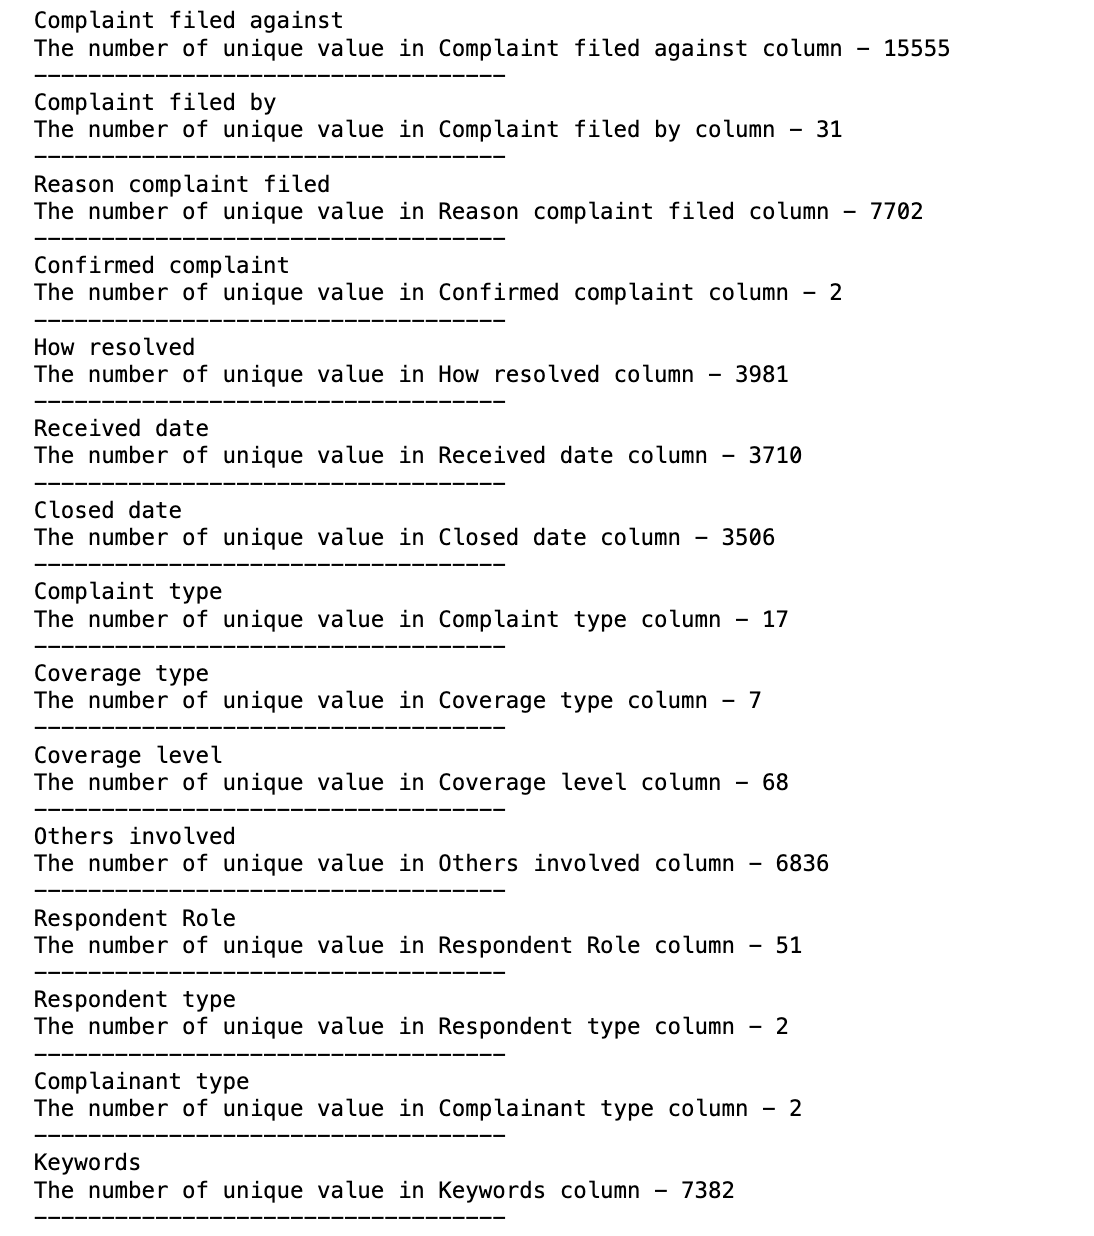 Complaint filed against
The number of unique value in Complaint filed against column - 15555
-----------------------------------
Complaint filed by
The number of unique value in Complaint filed by column - 31
-----------------------------------
Reason complaint filed
The number of unique value in Reason complaint filed column - 7702
-----------------------------------
Confirmed complaint
The number of unique value in Confirmed complaint column - 2
-----------------------------------
How resolved
The number of unique value in How resolved column - 3981
-----------------------------------
Received date
The number of unique value in Received date column - 3710
-----------------------------------
Closed date
The number of unique value in Closed date column - 3506
-----------------------------------
Complaint type
The number of unique value in Complaint type column - 17
-----------------------------------
Coverage type
The number of unique value in Coverage type column - 7
-----------------------------------
Coverage level
The number of unique value in Coverage level column - 68
-----------------------------------
Others involved
The number of unique value in Others involved column - 6836
-----------------------------------
Respondent Role
The number of unique value in Respondent Role column - 51
-----------------------------------
Respondent type
The number of unique value in Respondent type column - 2
-----------------------------------
Complainant type
The number of unique value in Complainant type column - 2
-----------------------------------
Keywords
The number of unique value in Keywords column - 7382
-----------------------------------